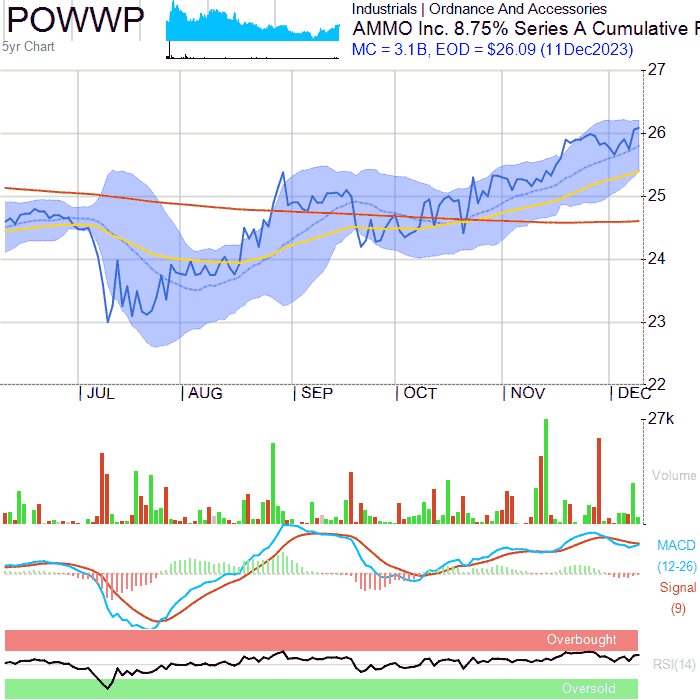 POWWP
5yr Chart
Industrials | Ordnance And Accessories
AMMO Inc. 8.75% Series A Cumulative
MC = 3.1B, EOD = $26.09 (11Dec2023)
27
26
25
24
23
22
JUL AUG SEP OCT NOV DEC
27k
Volume
MACD
(12-26)
Signal
(9)
Overbought
RSI(14)
Oversold